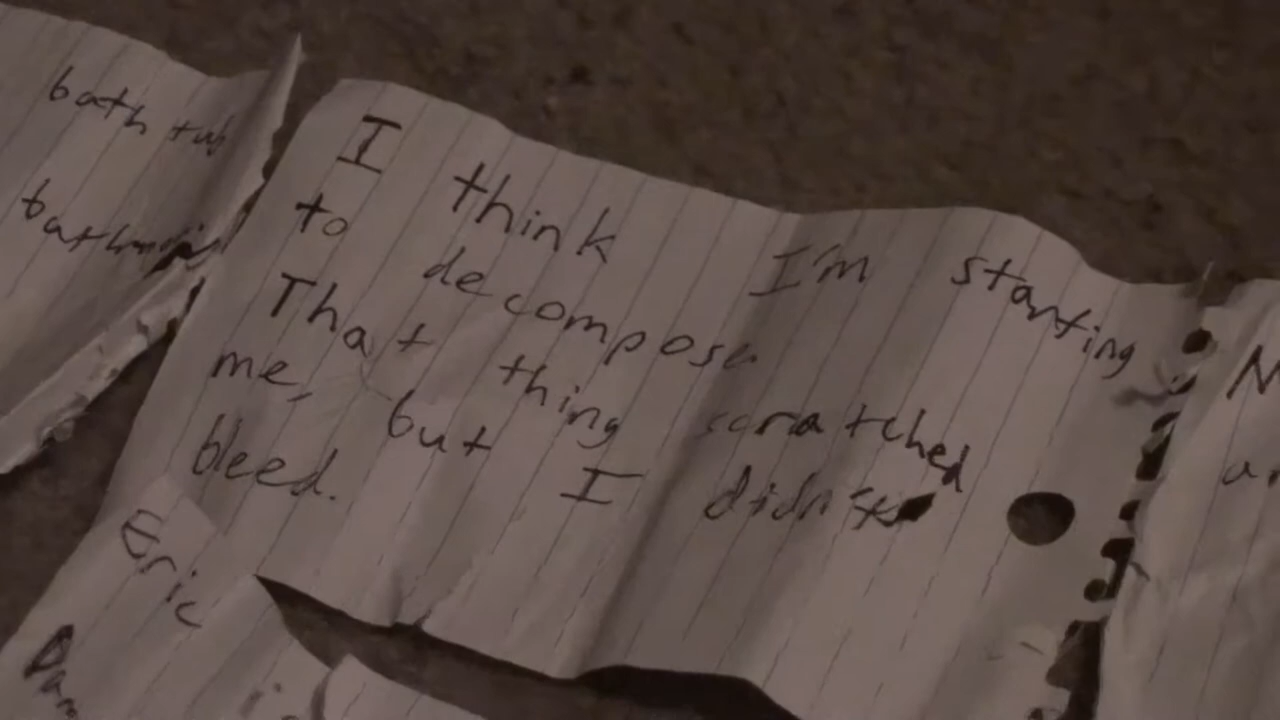 bath tub
I think I'm starting
to decompose
That thing scratched
me, but I didn't
bleed.
Eric